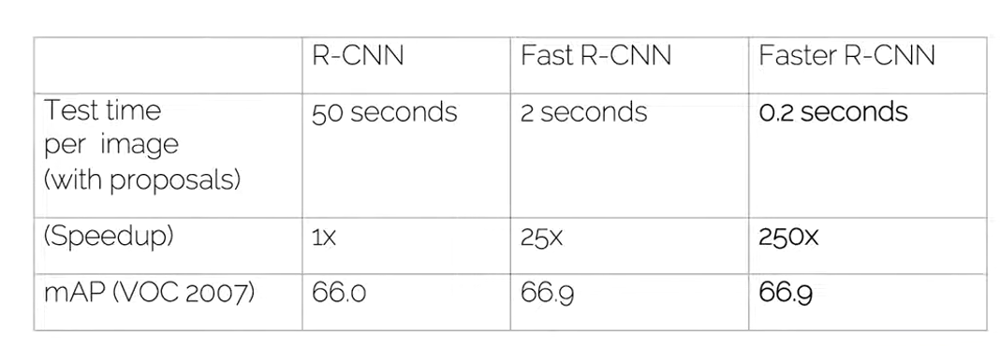 R-CNN Fast R-CNN Faster R-CNN
Test time
per image
(with proposals) 50 seconds 2 seconds 0.2 seconds
(Speedup) 1x 25x 250x
mAP (VOC 2007) 66.0 66.9 66.9